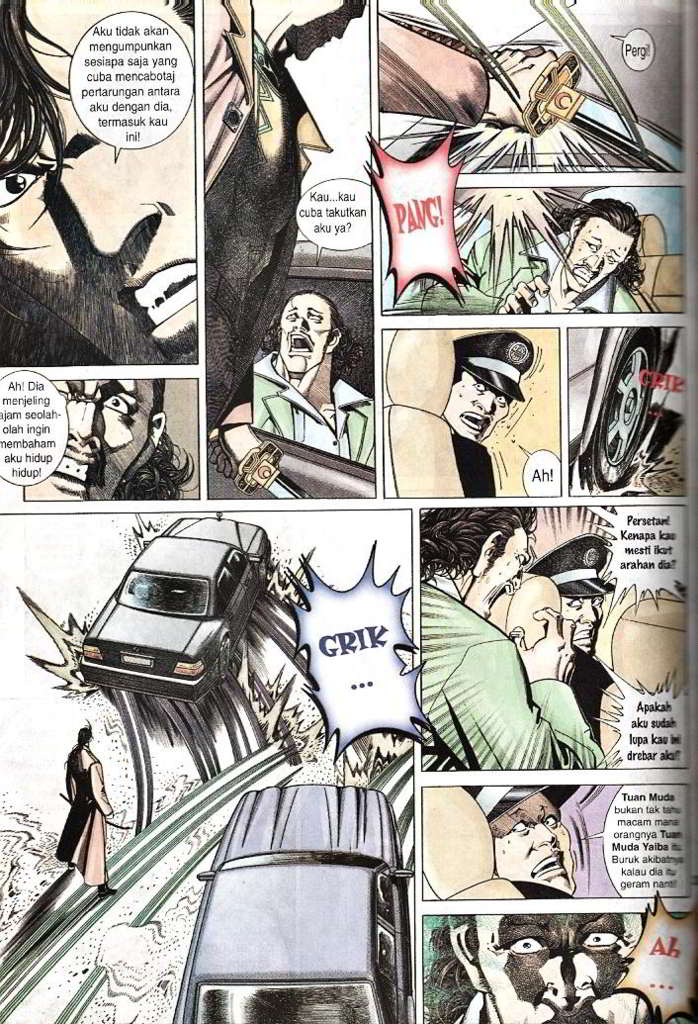 Aku tidak akan
mengumpunkan
sesiapa saja yang
cuba mencabotaj
pertarungan antara
aku dengan dia,
termasuk kau
ini!
Kau...kau
cuba takutkan
aku ya?
Ah! Dia
menjeling
ajam seolah-
olah ingin
membaham
aku hidup
hidup!
Pergi!
PANG!
Ah!
GRIK
...
GRIK
...
Persetan!
Kenapa kau
mesti ikut
arahan dia?
Apakah
aku sudah
lupa kau ini
drebar aku?
Tuan Muda
bukan tak tahu
macam mana
orangnya Tuan
Muda Yaiba itu.
Buruk akibatnya
kalau dia itu
geram nanti!
Ah
...